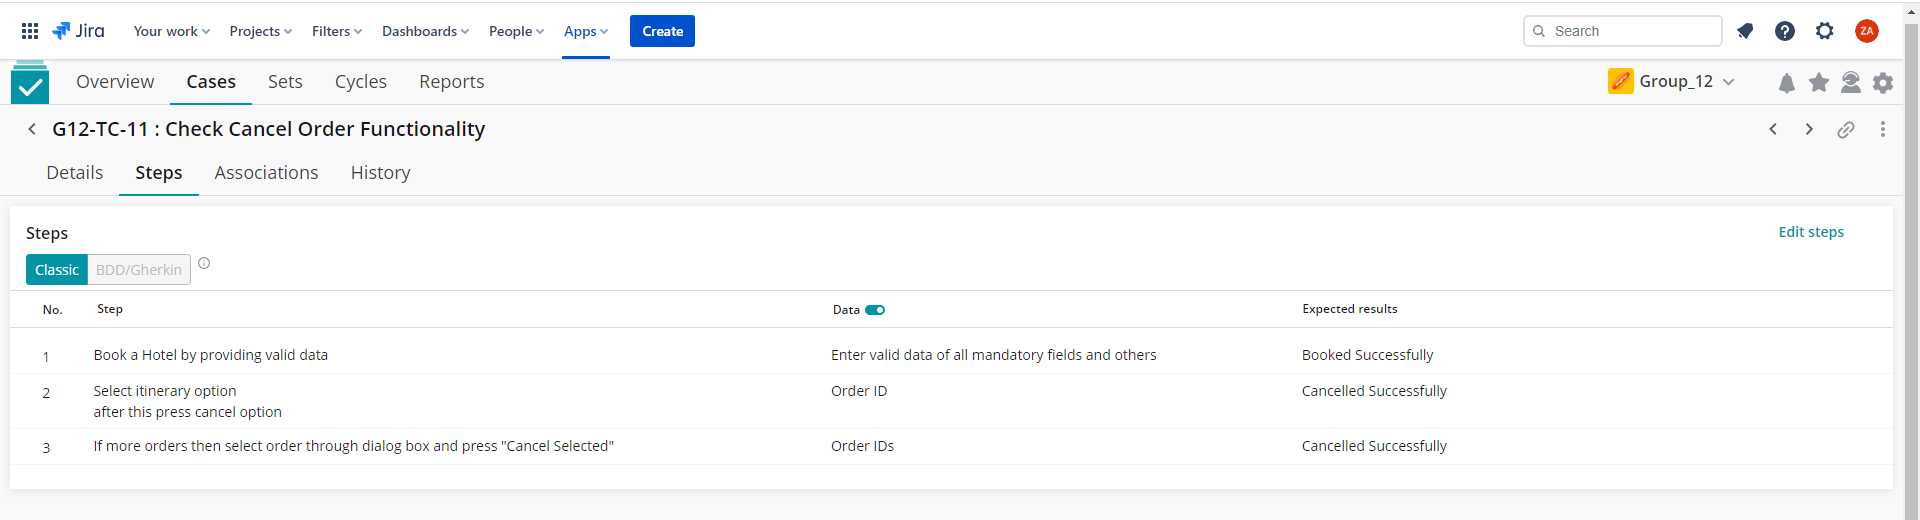 Jira Your work Projects Filters Dashboards People Apps Create Search ZA
Overview Cases Sets Cycles Reports Group_12
G12-TC-11 : Check Cancel Order Functionality
Details Steps Associations History
Steps Edit steps
Classic BDD/Gherkin
No. Step Data Expected results
1 Book a Hotel by providing valid data Enter valid data of all mandatory fields and others Booked Successfully
2 Select itinerary option Order ID Cancelled Successfully
after this press cancel option
3 If more orders then select order through dialog box and press "Cancel Selected" Order IDs Cancelled Successfully